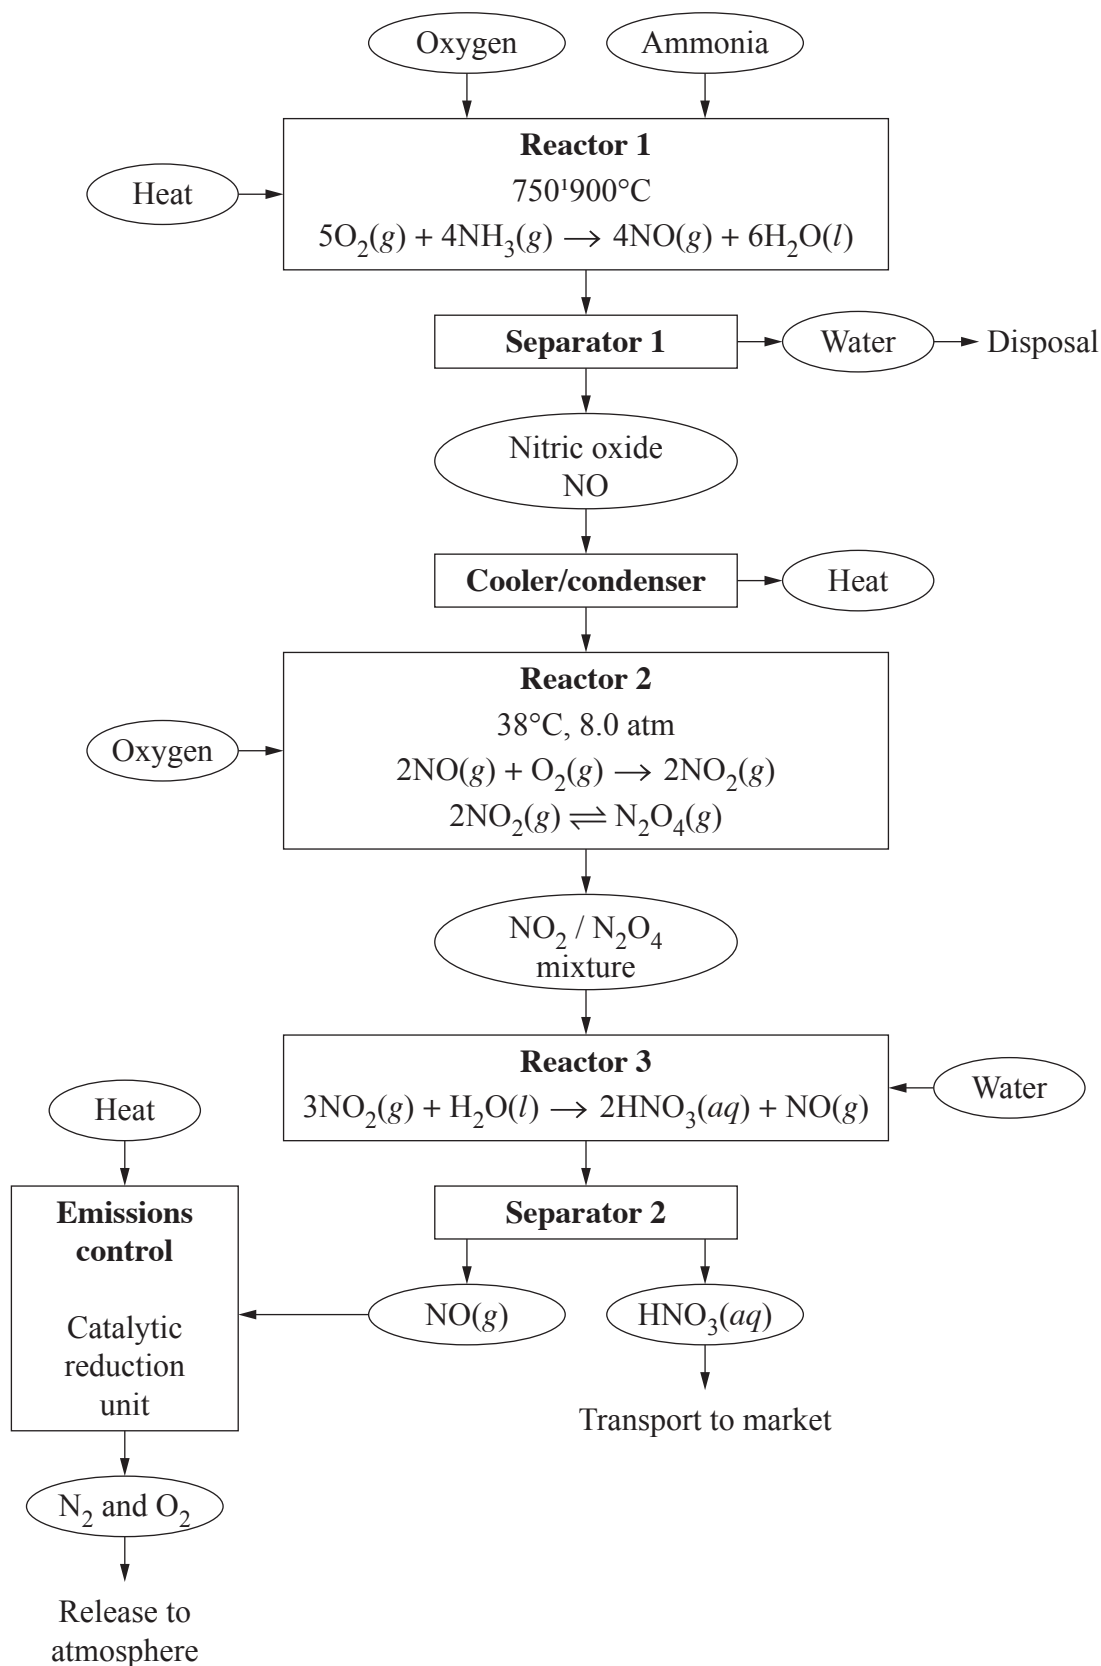 Oxygen
Ammonia
Reactor 1
Heat
750¹900°C
5O₂(g) + 4NH₃(g) → 4NO(g) + 6H₂O(l)
Separator 1
Water
Disposal
Nitric oxide
NO
Cooler/condenser
Heat
Reactor 2
38°C, 8.0 atm
Oxygen
2NO(g) + O₂(g) → 2NO₂(g)
2NO₂(g) ⇌ N₂O₄(g)
NO₂ / N₂O₄
mixture
Reactor 3
3NO₂(g) + H₂O(l) → 2HNO₃(aq) + NO(g)
Water
Heat
Emissions
control
Catalytic
reduction
unit
Separator 2
NO(g)
HNO₃(aq)
Transport to market
N₂ and O₂
Release to
atmosphere